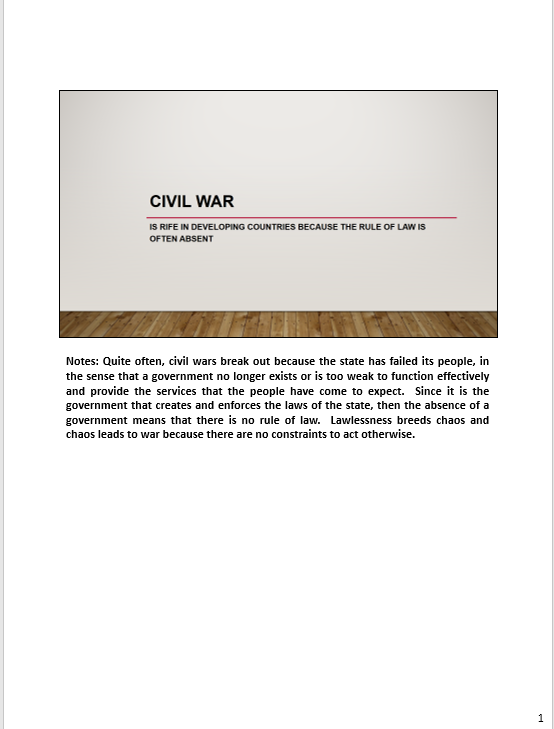 CIVIL WAR
IS RIFE IN DEVELOPING COUNTRIES BECAUSE THE RULE OF LAW IS
OFTEN ABSENT
Notes: Quite often, civil wars break out because the state has failed its people, in
the sense that a government no longer exists or is too weak to function effectively
and provide the services that the people have come to expect.  Since it is the
government that creates and enforces the laws of the state, then the absence of a
government means that there is no rule of law.  Lawlessness breeds chaos and
chaos leads to war because there are no constraints to act otherwise.
1